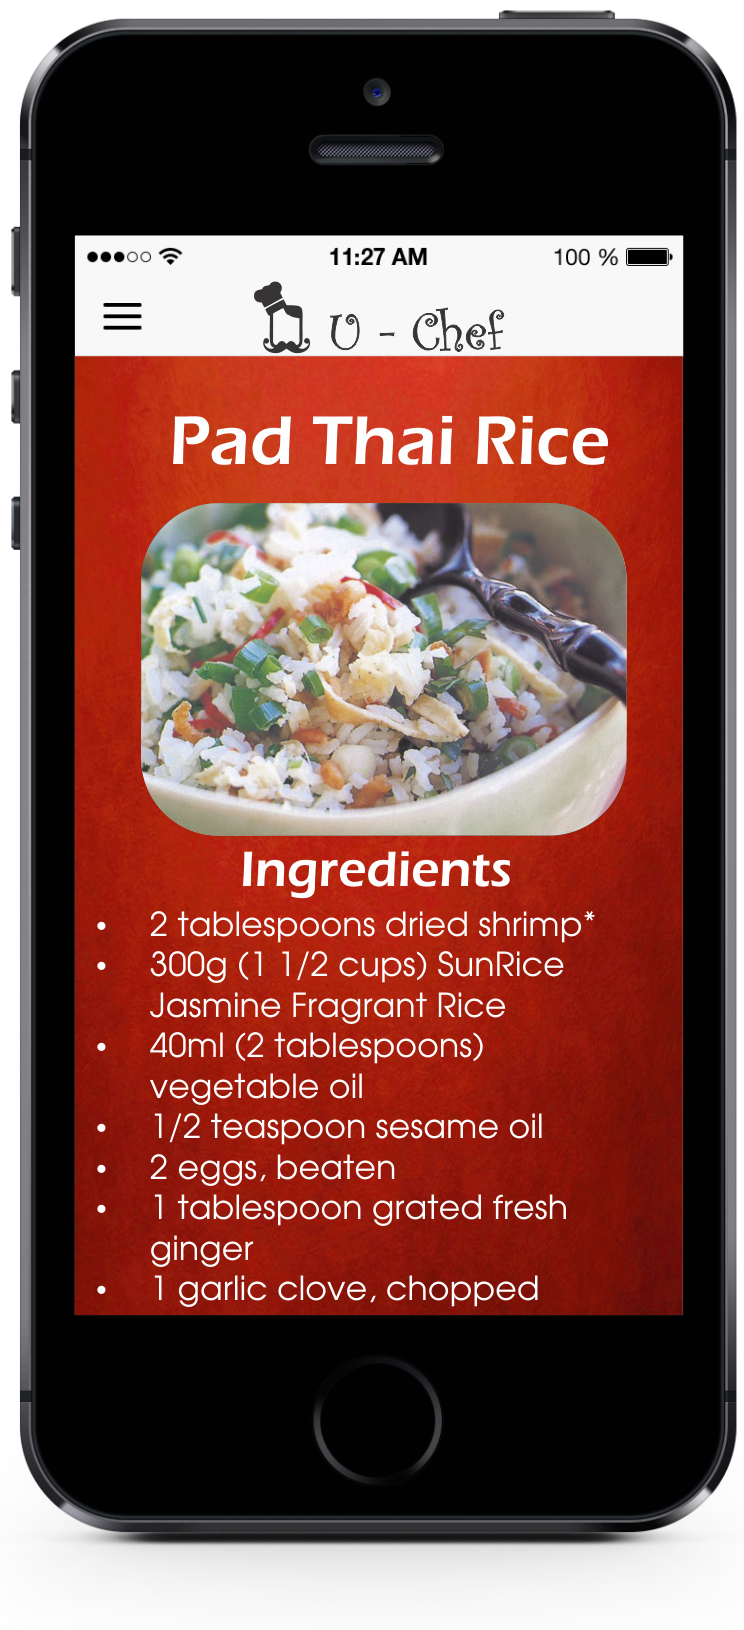 11:27 AM
100 %
U - Chef
Pad Thai Rice
Ingredients
• 2 tablespoons dried shrimp*
• 300g (1 1/2 cups) SunRice
Jasmine Fragrant Rice
• 40ml (2 tablespoons)
vegetable oil
• 1/2 teaspoon sesame oil
• 2 eggs, beaten
• 1 tablespoon grated fresh
ginger
• 1 garlic clove, chopped